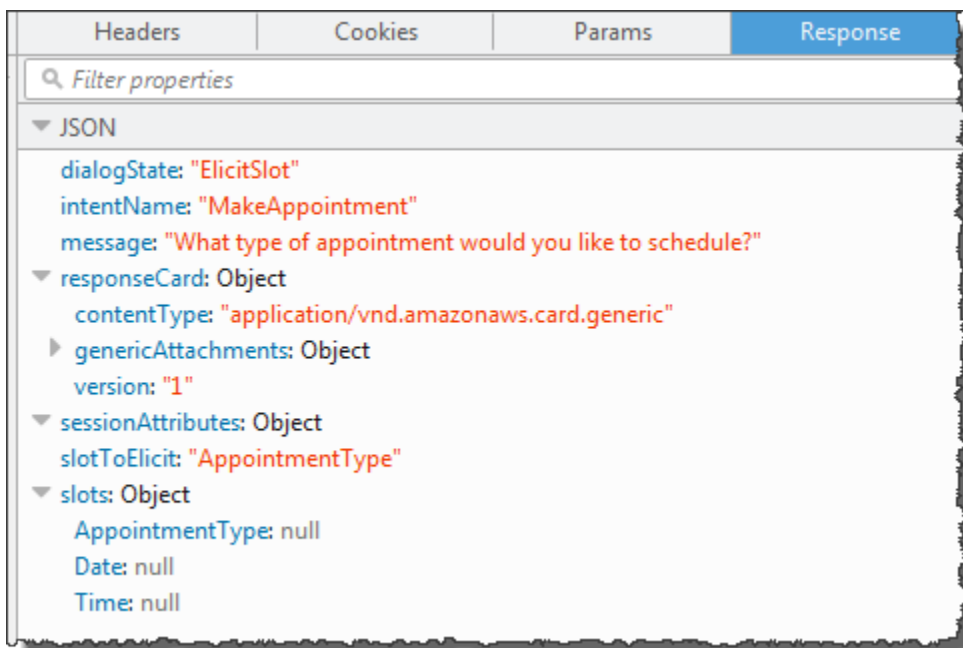 Headers Cookies Params Response
Filter properties
JSON
dialogState: "ElicitSlot"
intentName: "MakeAppointment"
message: "What type of appointment would you like to schedule?"
responseCard: Object
contentType: "application/vnd.amazonaws.card.generic"
genericAttachments: Object
version: "1"
sessionAttributes: Object
slotToElicit: "AppointmentType"
slots: Object
AppointmentType: null
Date: null
Time: null